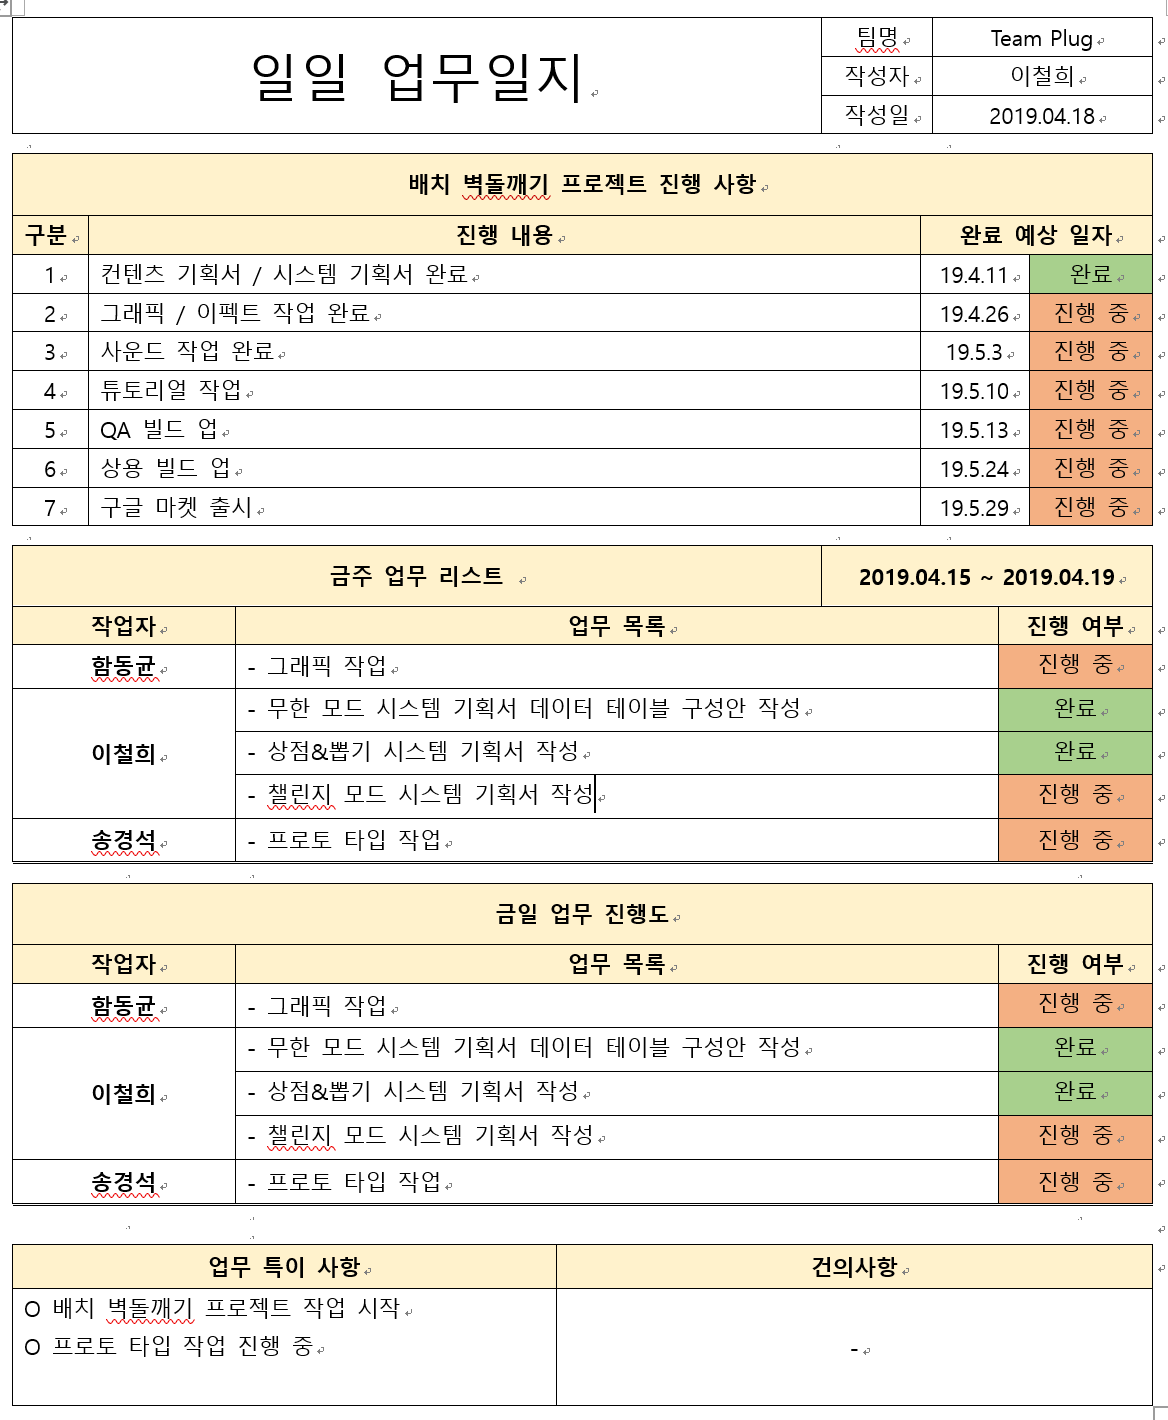 일일 업무일지
팀명 Team Plug
작성자 이철희
작성일 2019.04.18
배치 벽돌깨기 프로젝트 진행 사항
구분 진행 내용 완료 예상 일자
1 컨텐츠 기획서 / 시스템 기획서 완료 19.4.11 완료
2 그래픽 / 이펙트 작업 완료 19.4.26 진행 중
3 사운드 작업 완료 19.5.3 진행 중
4 튜토리얼 작업 19.5.10 진행 중
5 QA 빌드 업 19.5.13 진행 중
6 상용 빌드 업 19.5.24 진행 중
7 구글 마켓 출시 19.5.29 진행 중
금주 업무 리스트 2019.04.15 ~ 2019.04.19
작업자 업무 목록 진행 여부
함동균 - 그래픽 작업 진행 중
- 무한 모드 시스템 기획서 데이터 테이블 구성안 작성 완료
이철희 - 상점&뽑기 시스템 기획서 작성 완료
- 챌린지 모드 시스템 기획서 작성 진행 중
송경석 - 프로토 타입 작업 진행 중
금일 업무 진행도
작업자 업무 목록 진행 여부
함동균 - 그래픽 작업 진행 중
- 무한 모드 시스템 기획서 데이터 테이블 구성안 작성 완료
이철희 - 상점&뽑기 시스템 기획서 작성 완료
- 챌린지 모드 시스템 기획서 작성 진행 중
송경석 - 프로토 타입 작업 진행 중
업무 특이 사항 건의사항
O 배치 벽돌깨기 프로젝트 작업 시작
O 프로토 타입 작업 진행 중
-